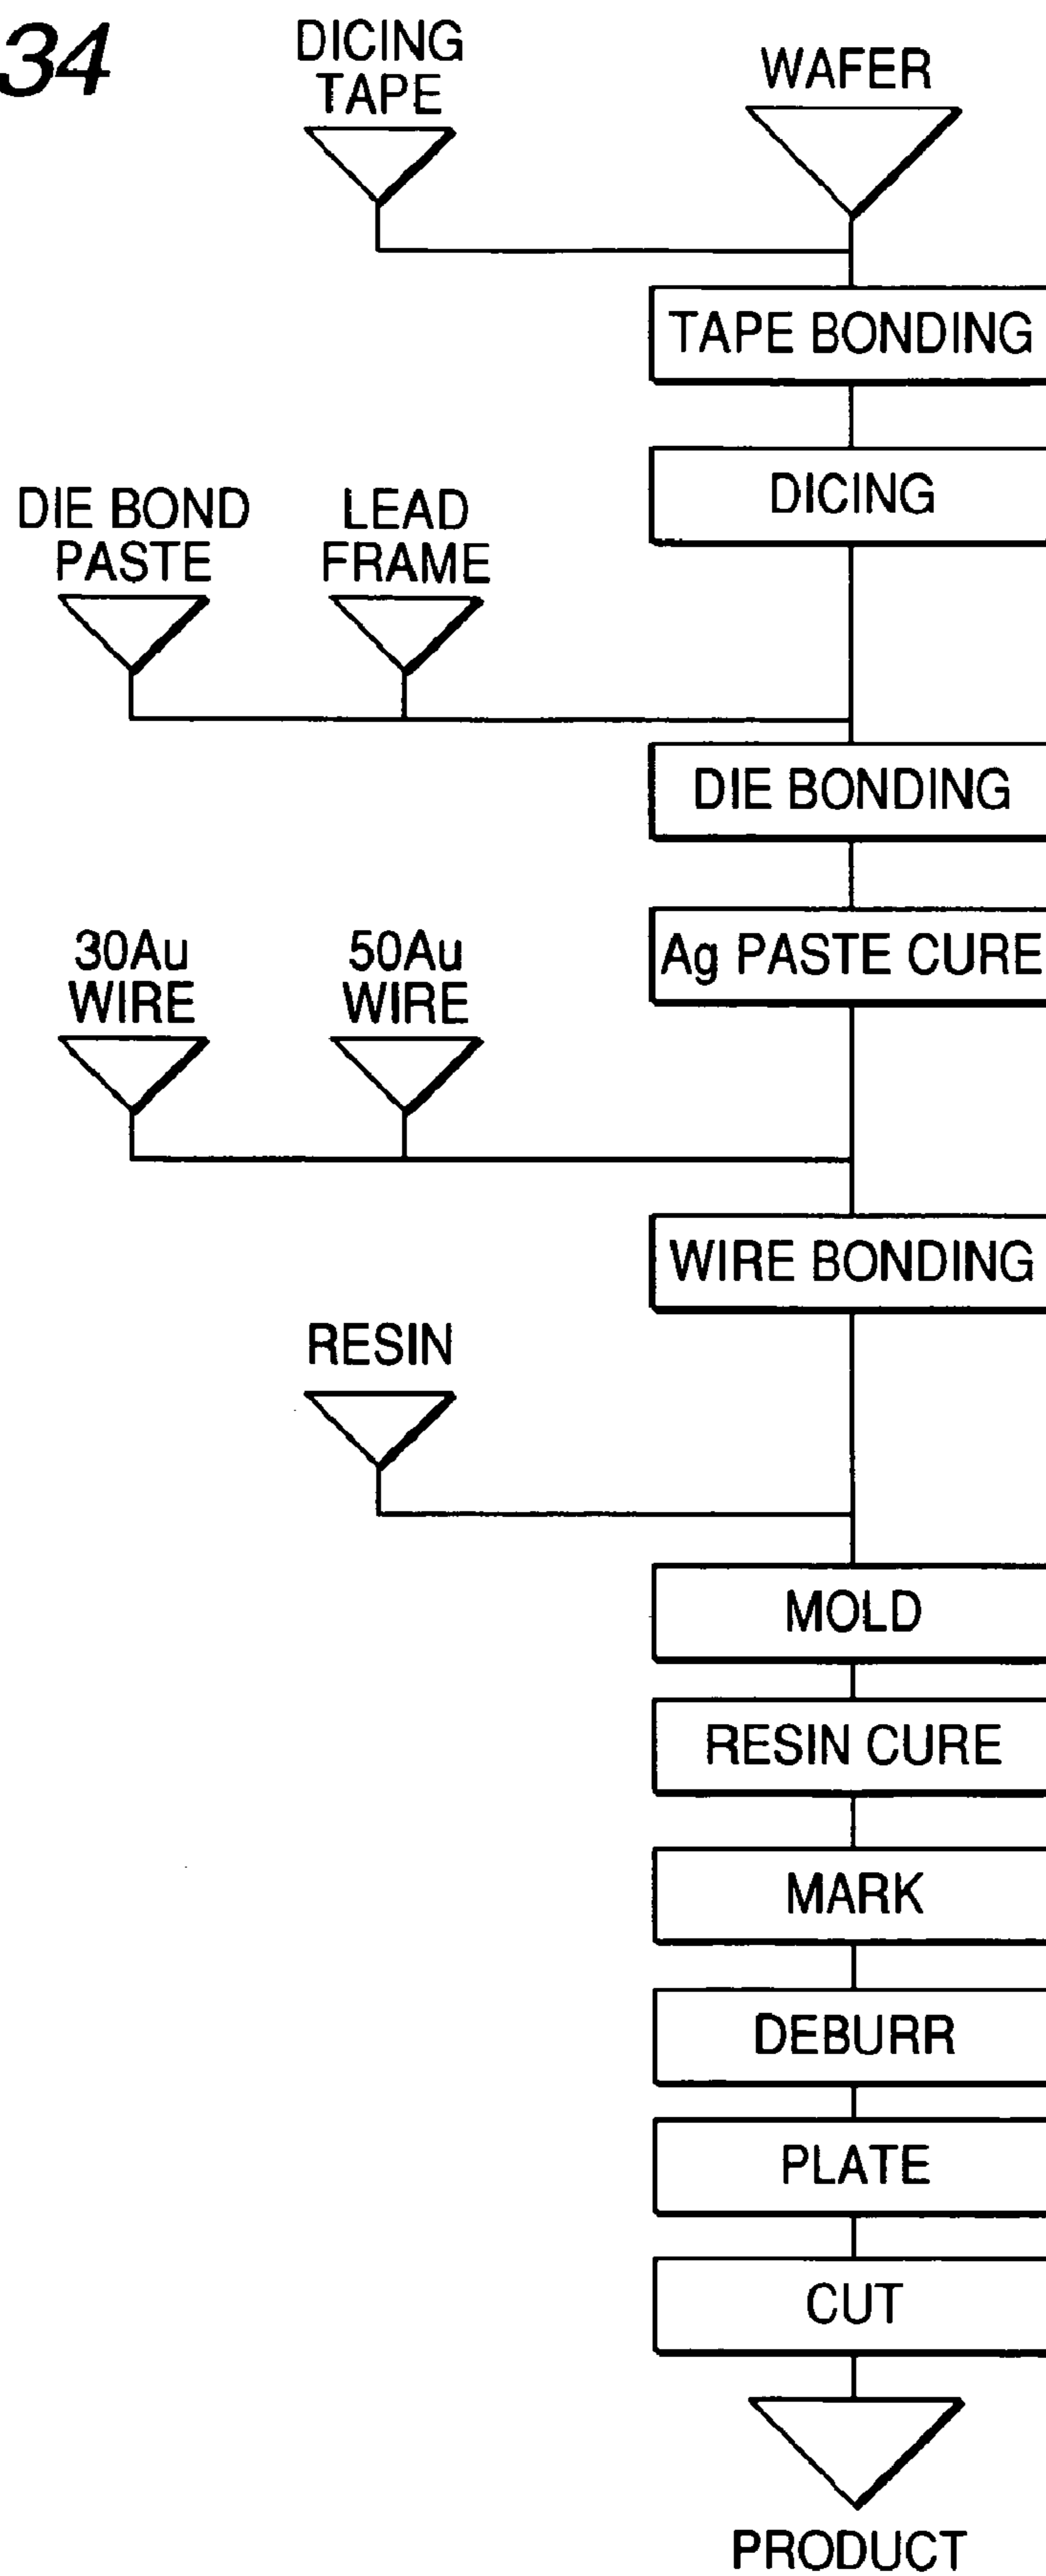 34
DICING
TAPE
WAFER
TAPE BONDING
DICING
DIE BOND
PASTE
LEAD
FRAME
DIE BONDING
Ag PASTE CURE
30Au
WIRE
50Au
WIRE
WIRE BONDING
RESIN
MOLD
RESIN CURE
MARK
DEBURR
PLATE
CUT
PRODUCT